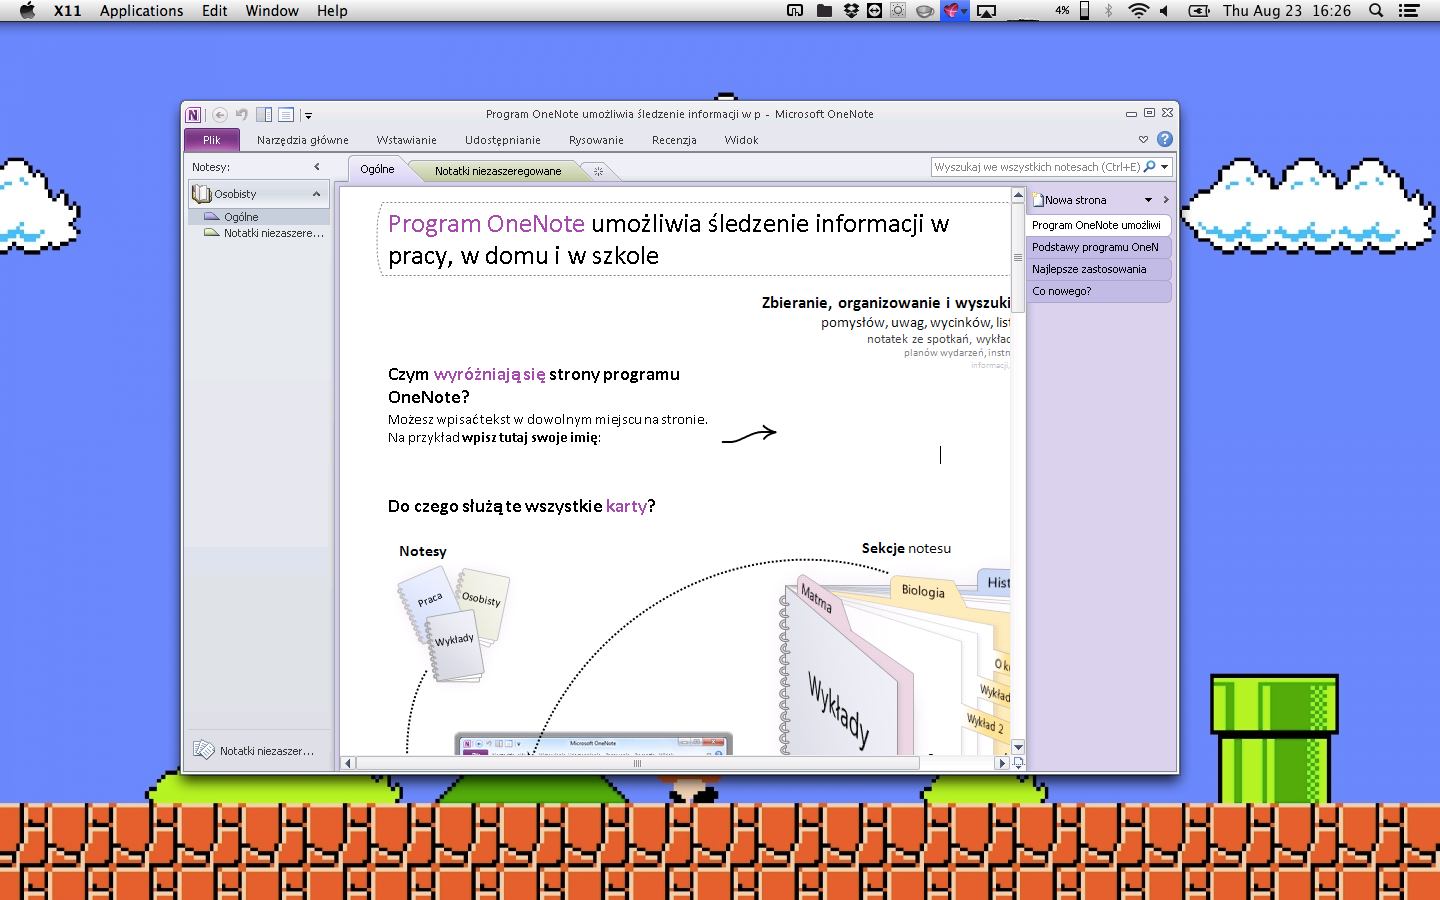 X11 Applications Edit Window Help
4% Thu Aug 23 16:26
Program OneNote umożliwia śledzenie informacji w p - Microsoft OneNote
Plik Narzędzia główne Wstawianie Udostępnianie Rysowanie Recenzja Widok
Notesy:
Ogólne Notatki niezaszeregowane
Wyszukaj we wszystkich notesach (Ctrl+E)
Osobisty
Ogólne
Notatki niezaszere...
Notatki niezaszer...
Nowa strona
Program OneNote umożliwi
Podstawy programu OneN
Najlepsze zastosowania
Co nowego?
Program OneNote umożliwia śledzenie informacji w
pracy, w domu i w szkole
Zbieranie, organizowanie i wyszuki
pomysłów, uwag, wycinków, list
notatek ze spotkań, wykład
planów wydarzeń, instr
informacji,
Czym wyróżniają się strony programu
OneNote?
Możesz wpisać tekst w dowolnym miejscu na stronie.
Na przykład wpisz tutaj swoje imię:
Do czego służą te wszystkie karty?
Notesy
Praca
Osobisty
Wykłady
Sekcje notesu
Matma
Biologia
Hist
Wykłady
O k
Wykład
Wykład 2
Microsoft OneNote